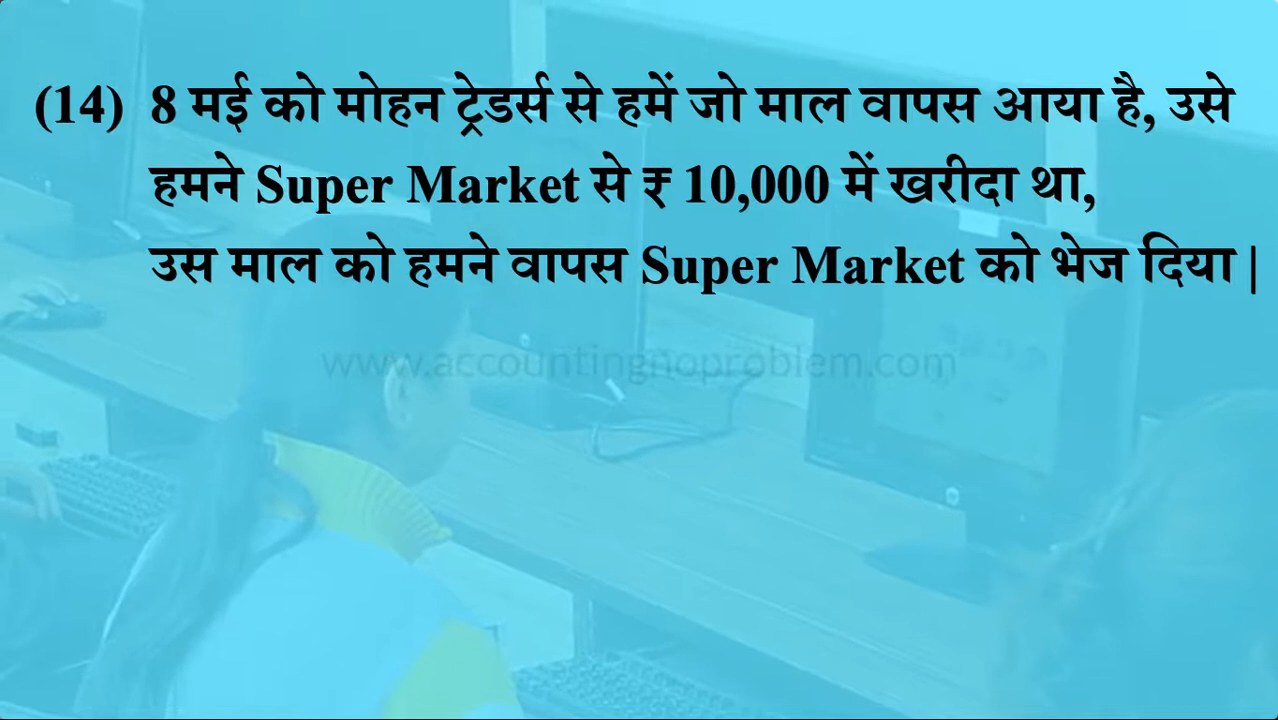 (14) 8 मई को मोहन ट्रेडर्स से हमें जो माल वापस आया है, उसे
हमने Super Market से ₹ 10,000 में खरीदा था,
उस माल को हमने वापस Super Market को भेज दिया |
www.accountingnoproblem.com